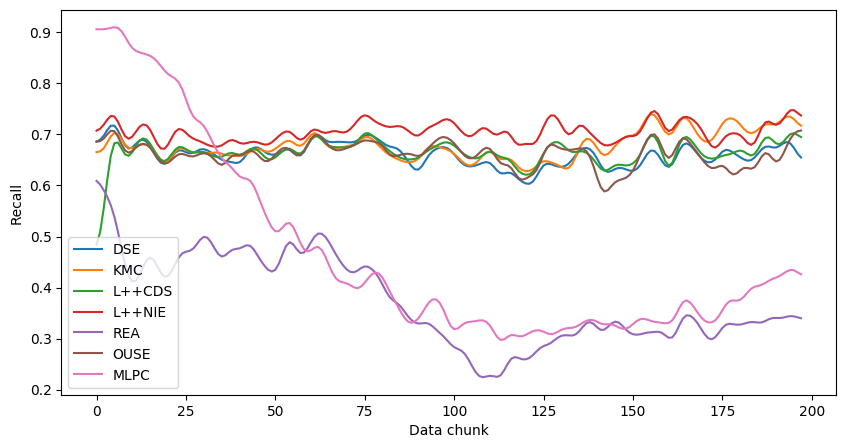 0.9
0.8
0.7
0.6
0.5
0.4
0.3
0.2
Recall
DSE
KMC
L++CDS
L++NIE
REA
OUSE
MLPC
0 25 50 75 100 125 150 175 200
Data chunk